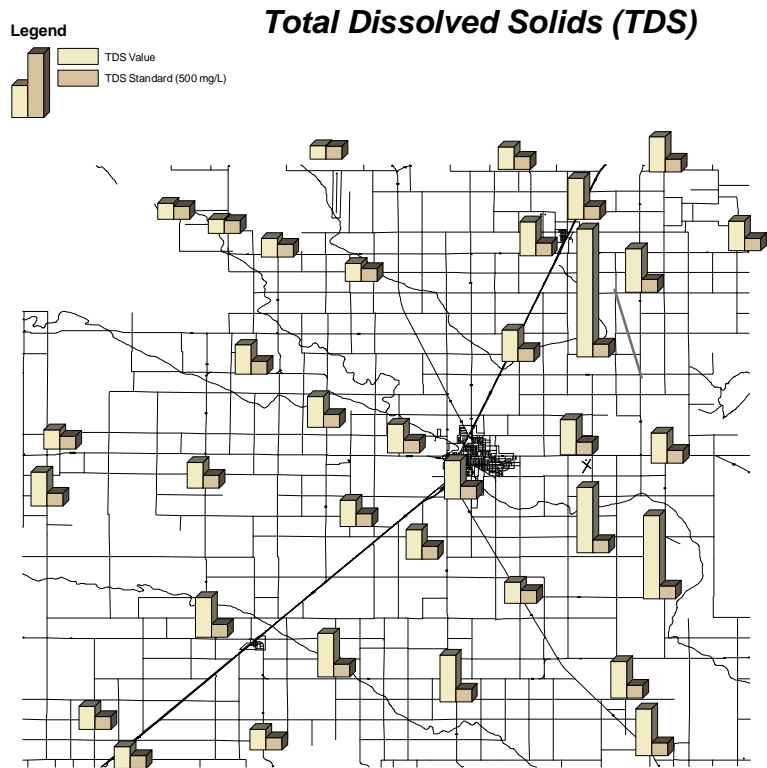 Total Dissolved Solids (TDS)
Legend
TDS Value
TDS Standard (500 mg/L)